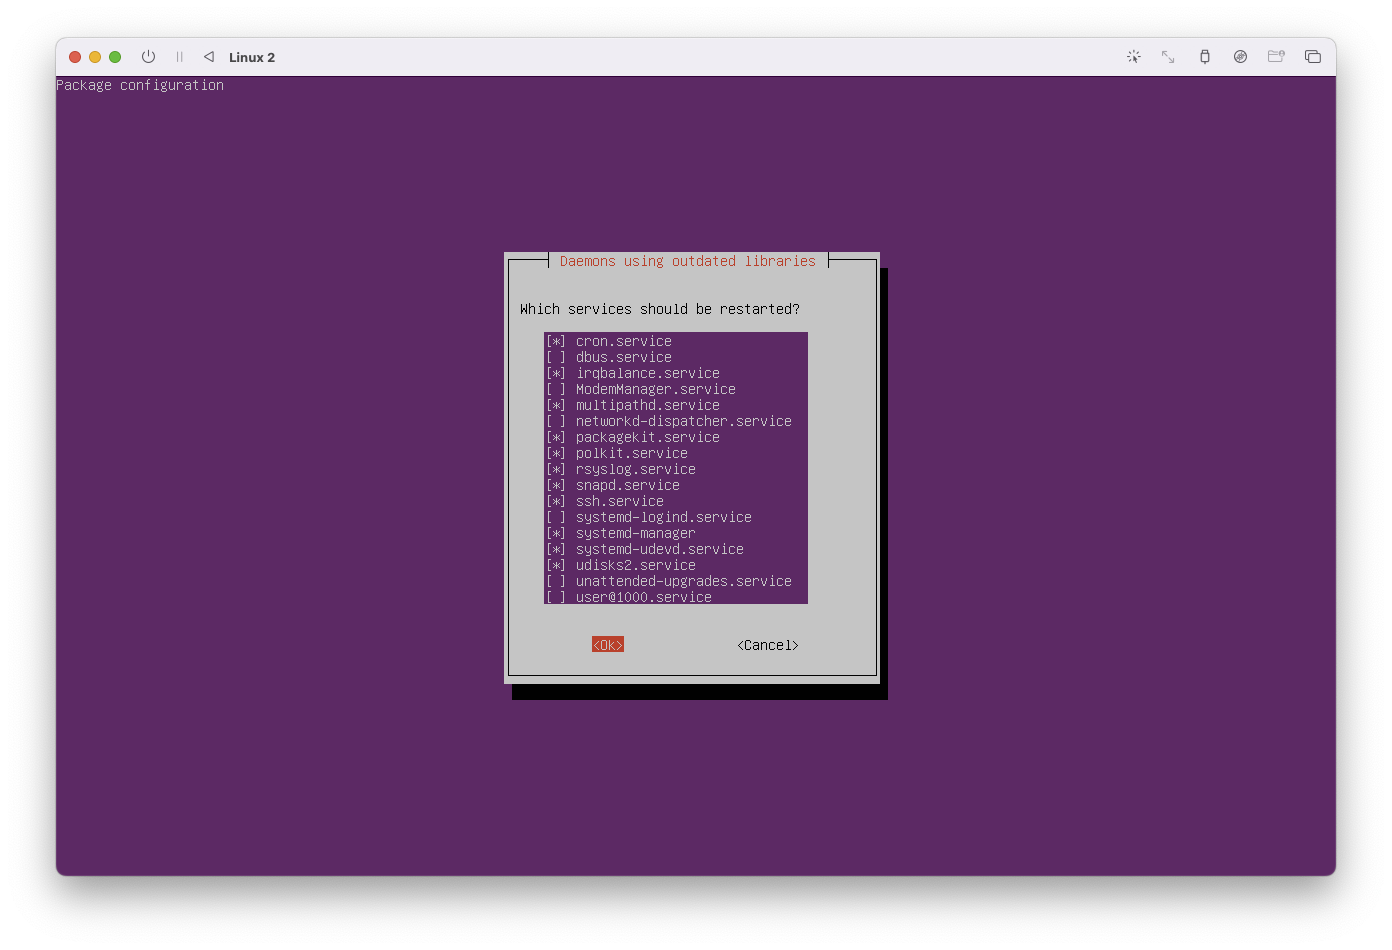 Linux 2
Package configuration
Daemons using outdated libraries
Which services should be restarted?
[*] cron.service
[ ] dbus.service
[*] irqbalance.service
[ ] ModemManager.service
[*] multipathd.service
[ ] networkd-dispatcher.service
[*] packagekit.service
[*] polkit.service
[*] rsyslog.service
[*] snapd.service
[*] ssh.service
[ ] systemd-logind.service
[*] systemd-manager
[*] systemd-udevd.service
[*] udisks2.service
[ ] unattended-upgrades.service
[ ] user@1000.service
<Ok> <Cancel>